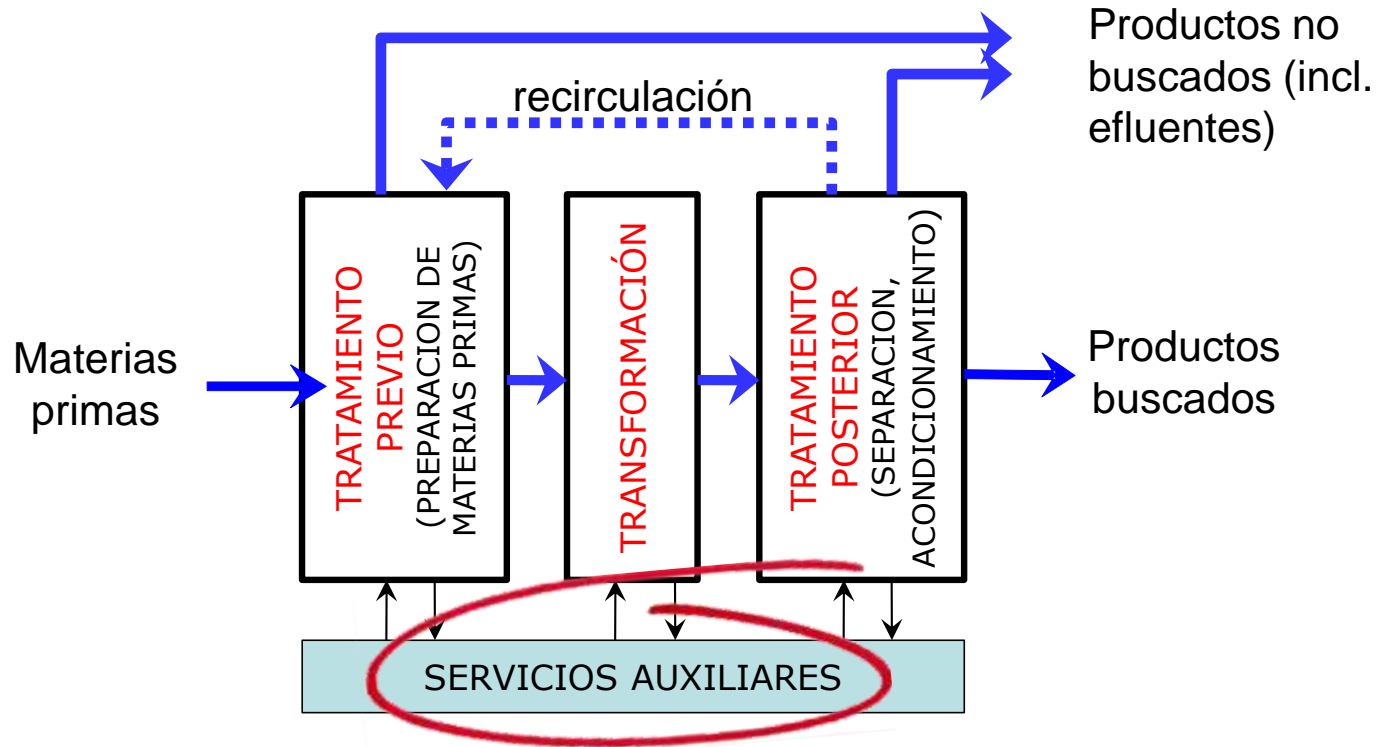 Productos no
buscados (incl.
efluentes)
recirculación
Materias
primas
TRATAMIENTO
PREVIO
(PREPARACION DE
MATERIAS PRIMAS)
TRANSFORMACIÓN
TRATAMIENTO
POSTERIOR
(SEPARACION,
ACONDICIONAMIENTO)
Productos
buscados
SERVICIOS AUXILIARES